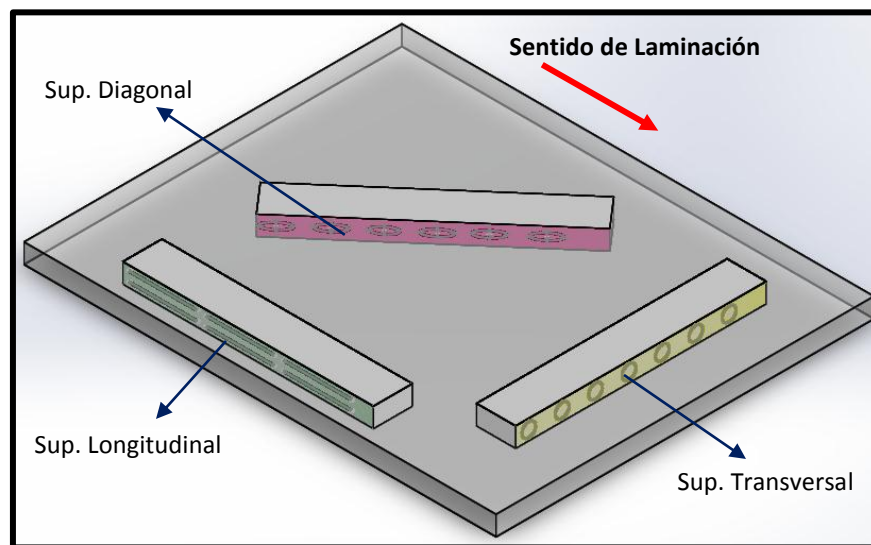 Sentido de Laminación
Sup. Diagonal
Sup. Longitudinal
Sup. Transversal